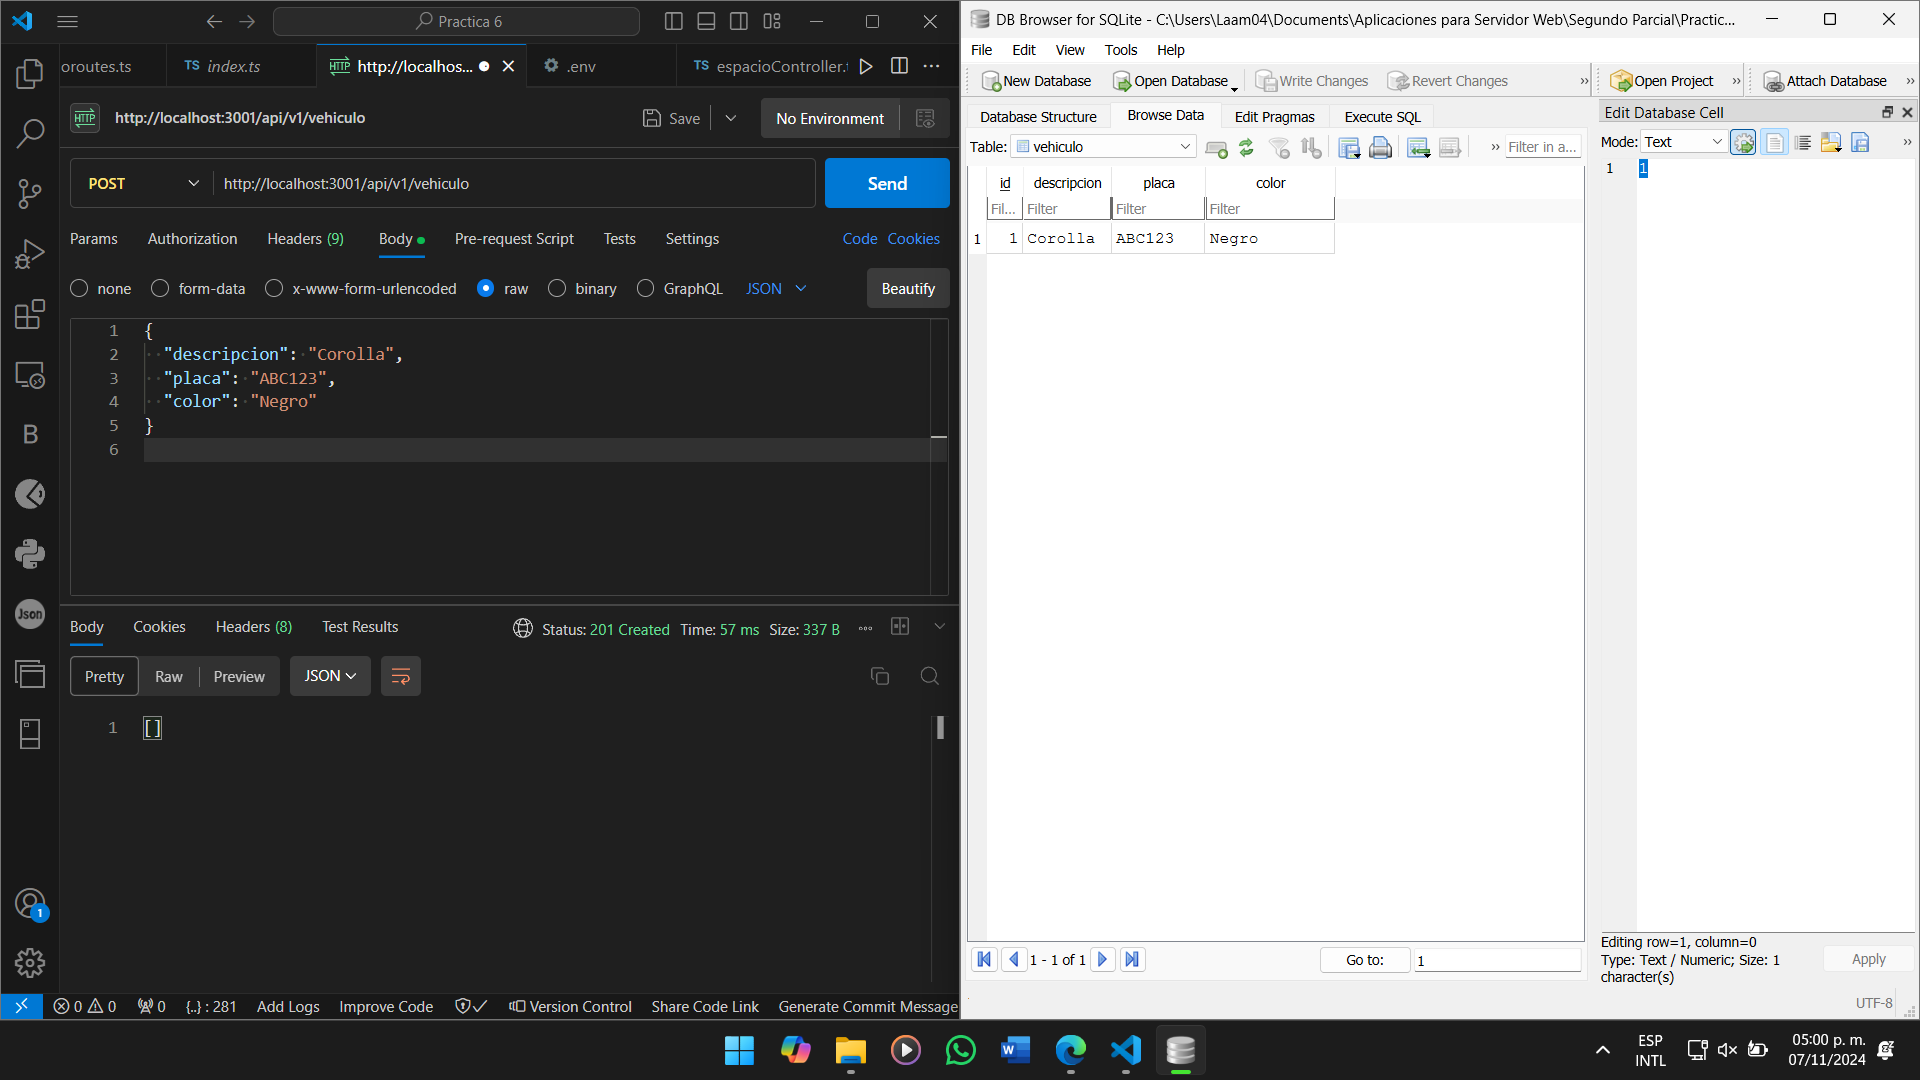 Practica 6
oroutes.ts
TS index.ts
HTTP http://localhos...
.env
TS espacioController.t
HTTP http://localhost:3001/api/v1/vehiculo
Save
No Environment
POST
http://localhost:3001/api/v1/vehiculo
Send
Params Authorization Headers (9) Body Pre-request Script Tests Settings Code Cookies
none form-data x-www-form-urlencoded raw binary GraphQL JSON Beautify
1 {
2 "descripcion": "Corolla",
3 "placa": "ABC123",
4 "color": "Negro"
5 }
6
B
Json
Body Cookies Headers (8) Test Results Status: 201 Created Time: 57 ms Size: 337 B
Pretty Raw Preview JSON
1 []
1
0 0 0 {..} : 281 Add Logs Improve Code Version Control Share Code Link Generate Commit Message
DB Browser for SQLite - C:\Users\Laam04\Documents\Aplicaciones para Servidor Web\Segundo Parcial\Practic...
File Edit View Tools Help
New Database Open Database Write Changes Revert Changes » Open Project » Attach Database »
Database Structure Browse Data Edit Pragmas Execute SQL
Table: vehiculo » Filter in a...
id descripcion placa color
Fil... Filter Filter Filter
1 1 Corolla ABC123 Negro
1 - 1 of 1 Go to: 1
Edit Database Cell
Mode: Text »
1 1
Editing row=1, column=0
Type: Text / Numeric; Size: 1
character(s)
Apply
UTF-8
W
ESP
INTL
05:00 p. m.
07/11/2024